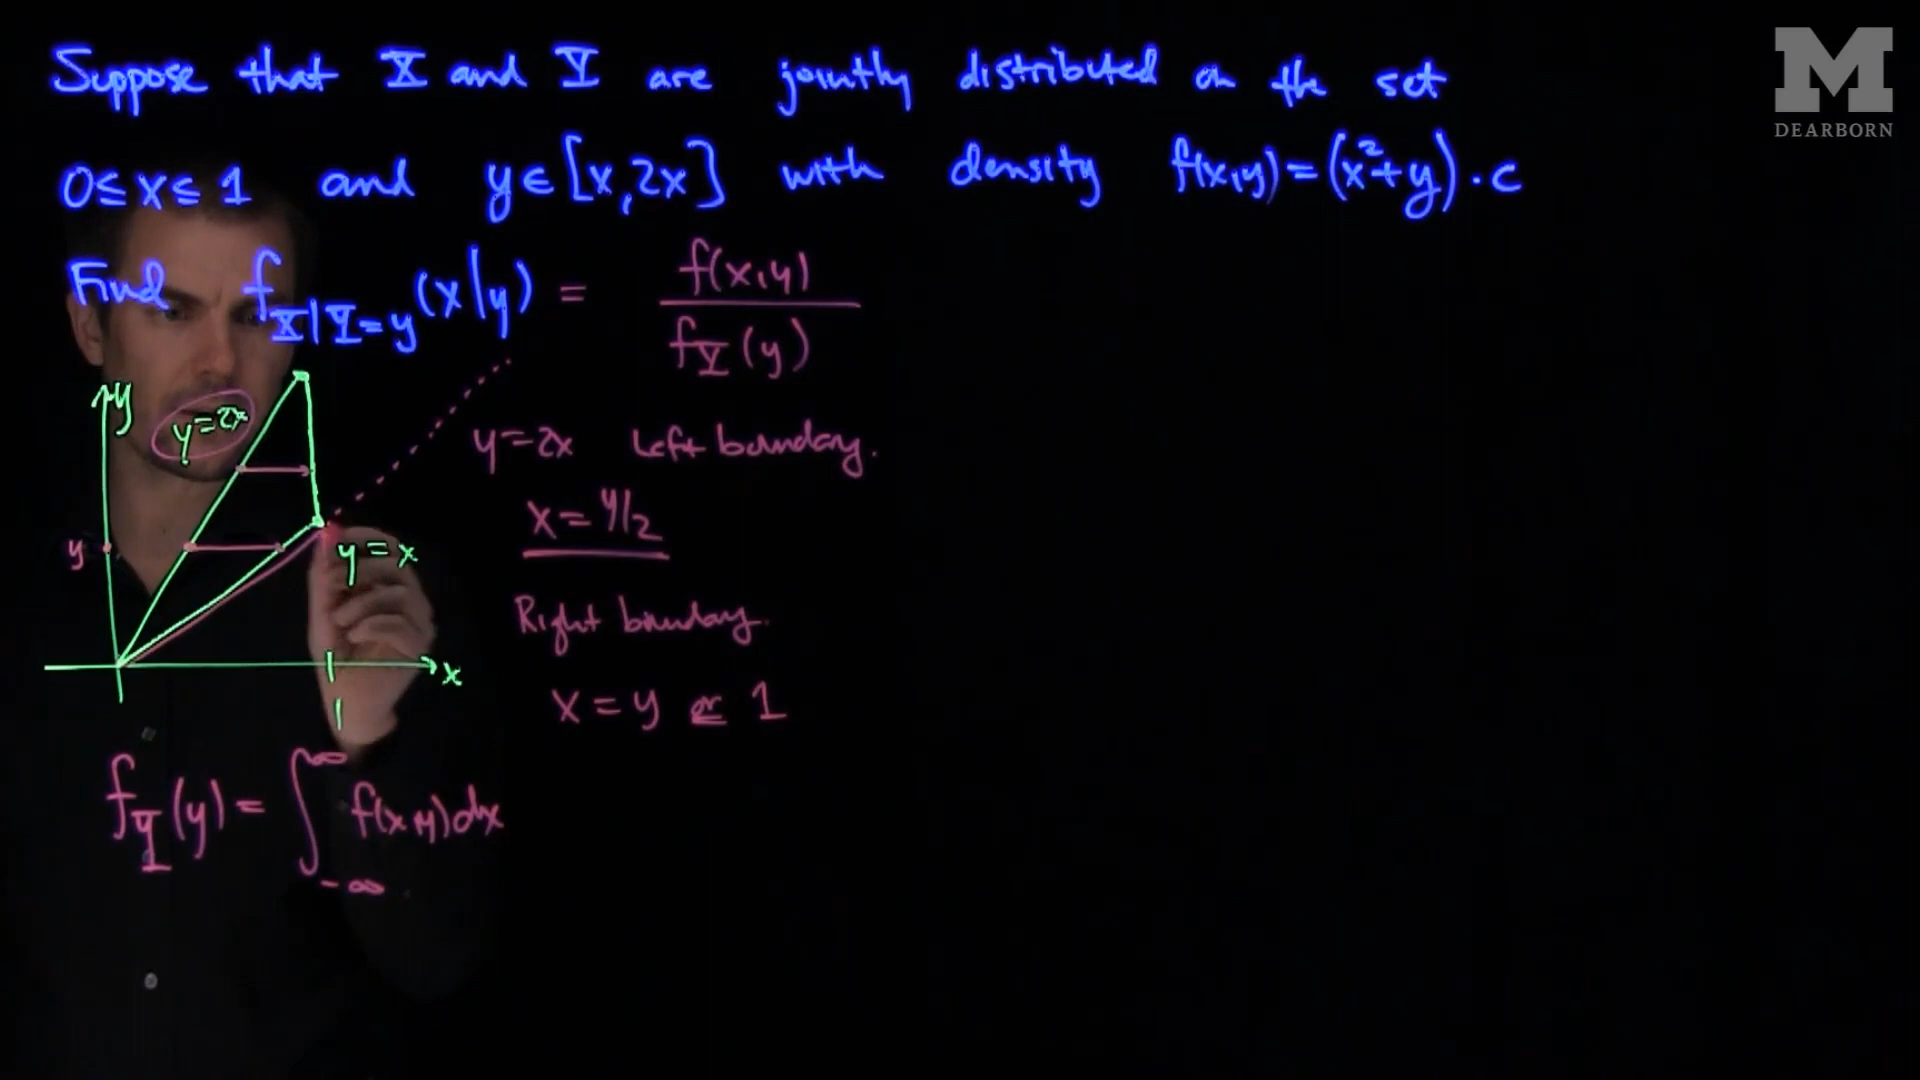 Suppose that X and Y are jointly distributed on the set
0≤x≤1 and y∈[x,2x] with density f(x,y)=(x²+y)·c
Find f_{X|Y=y}(x|y) = f(x,y) / f_Y(y)
y
y=2x
y
y=x
x
1
y=2x Left boundary.
x=y/2
Right boundary.
x=y or 1
f_Y(y)=∫_{-∞}^{∞} f(x,y)dx
M
DEARBORN